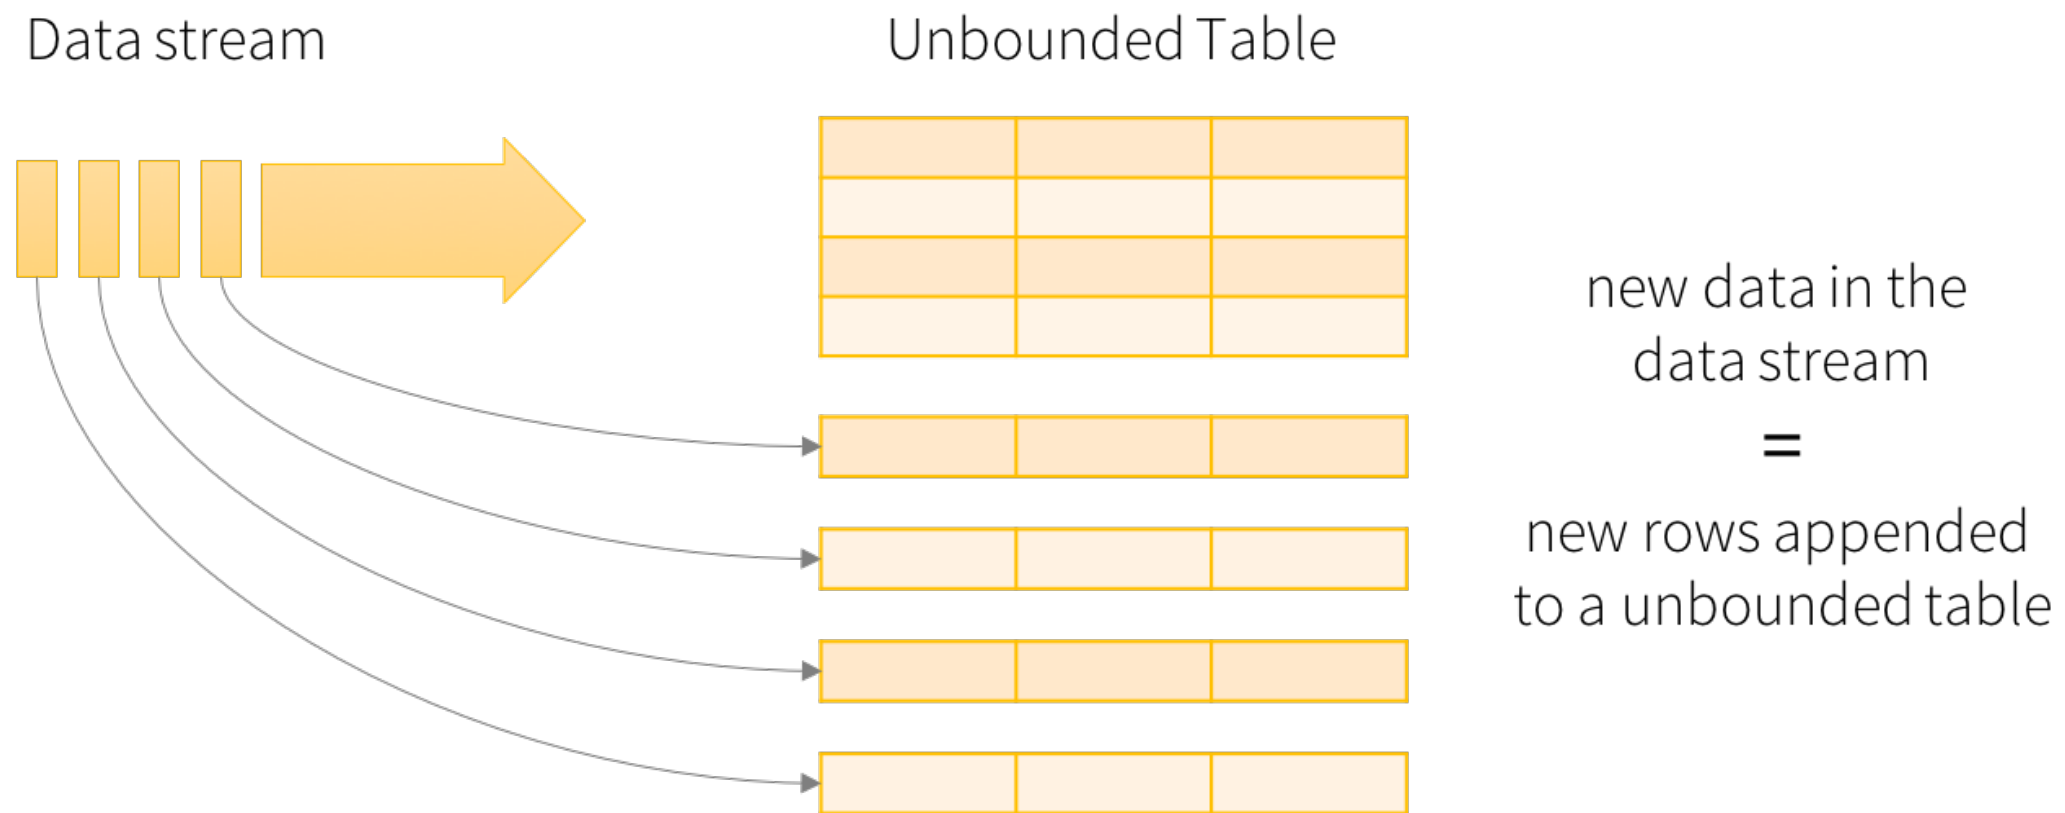 Data stream
Unbounded Table
new data in the
data stream
=
new rows appended
to a unbounded table